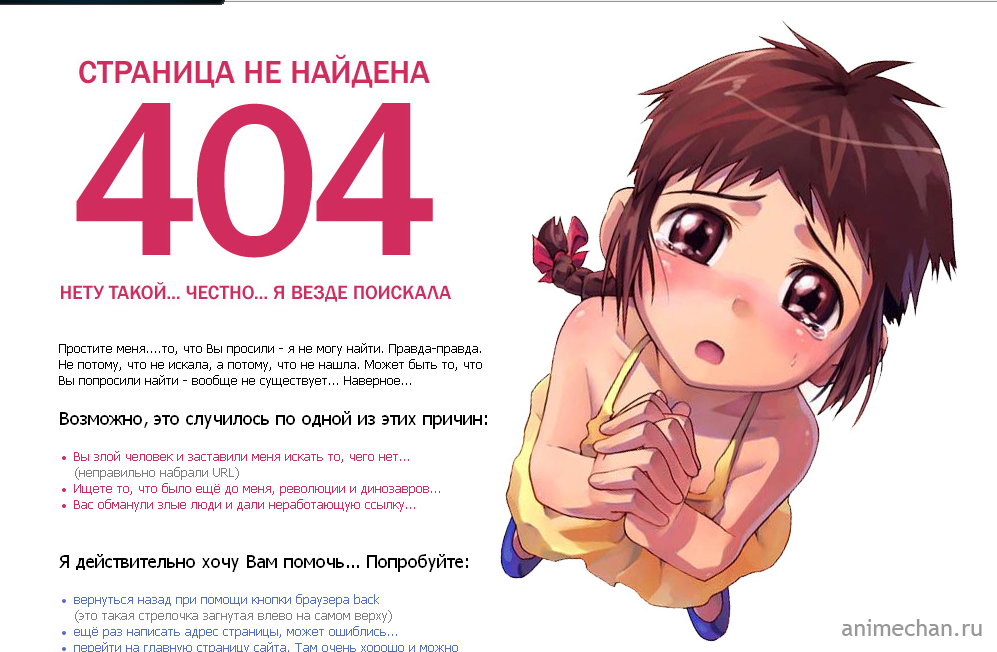 СТРАНИЦА НЕ НАЙДЕНА
404
НЕТУ ТАКОЙ... ЧЕСТНО... Я ВЕЗДЕ ПОИСКАЛА
Простите меня....то, что Вы просили - я не могу найти. Правда-правда.
Не потому, что не искала, а потому, что не нашла. Может быть то, что
Вы попросили найти - вообще не существует... Наверное...
Возможно, это случилось по одной из этих причин:
• Вы злой человек и заставили меня искать то, чего нет...
(неправильно набрали URL)
• Ищете то, что было ещё до меня, революции и динозавров...
• Вас обманули злые люди и дали неработающую ссылку...
Я действительно хочу Вам помочь... Попробуйте:
• вернуться назад при помощи кнопки браузера back
(это такая стрелочка загнутая влево на самом верху)
• ещё раз написать адрес страницы, может ошиблись...
• перейти на главную страницу сайта. Там очень хорошо и можно
animechan.ru